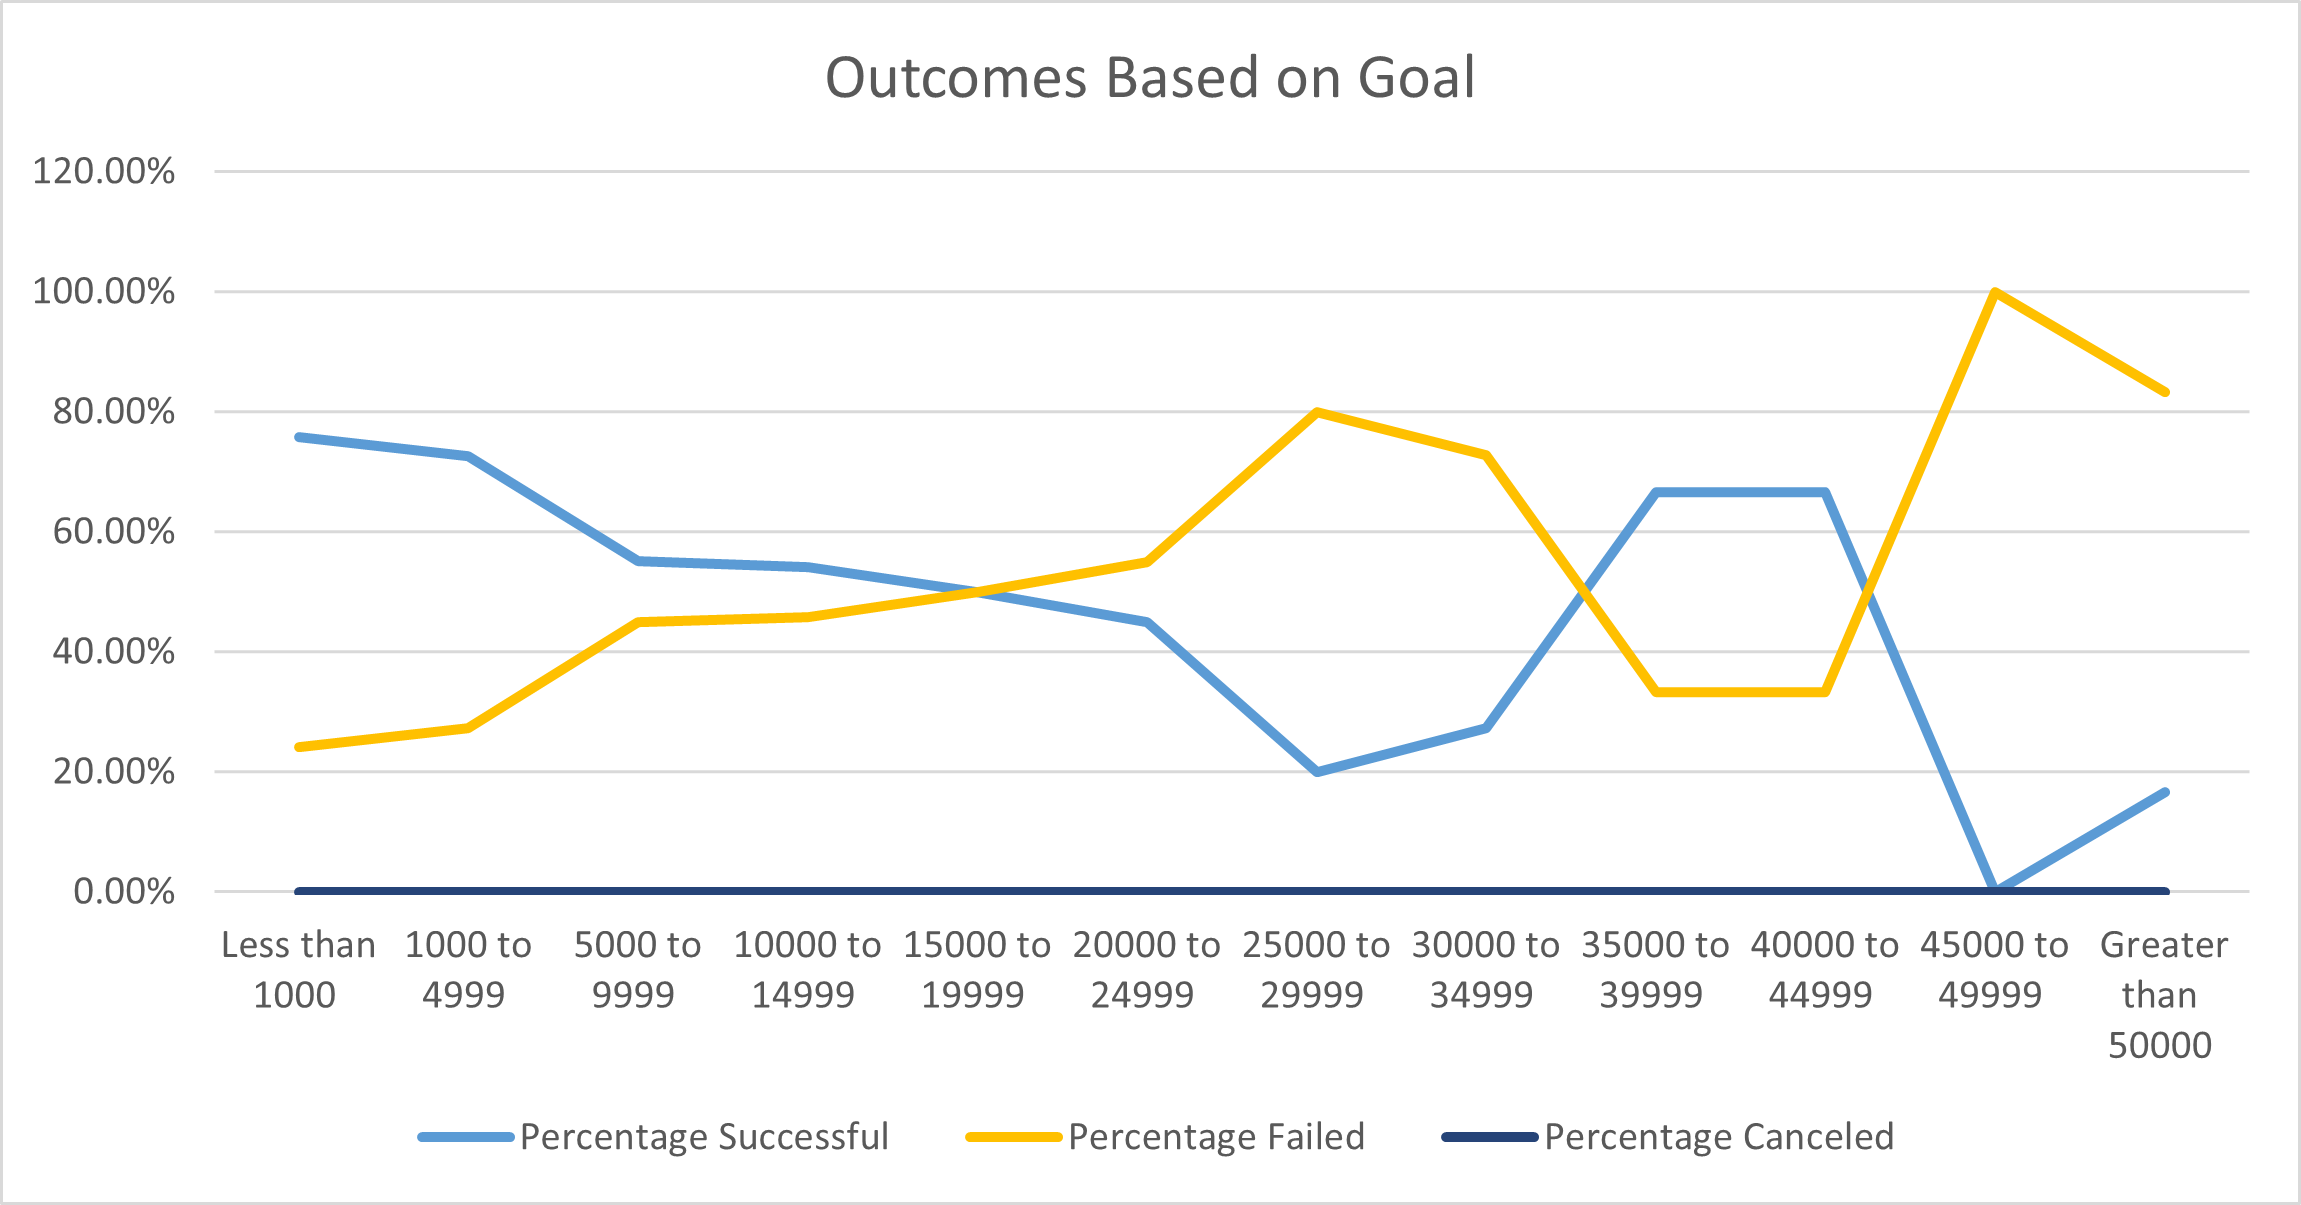 Outcomes Based on Goal
120.00%
100.00%
80.00%
60.00%
40.00%
20.00%
0.00%
Less than
1000
1000 to
4999
5000 to
9999
10000 to
14999
15000 to
19999
20000 to
24999
25000 to
29999
30000 to
34999
35000 to
39999
40000 to
44999
45000 to
49999
Greater
than
50000
Percentage Successful
Percentage Failed
Percentage Canceled